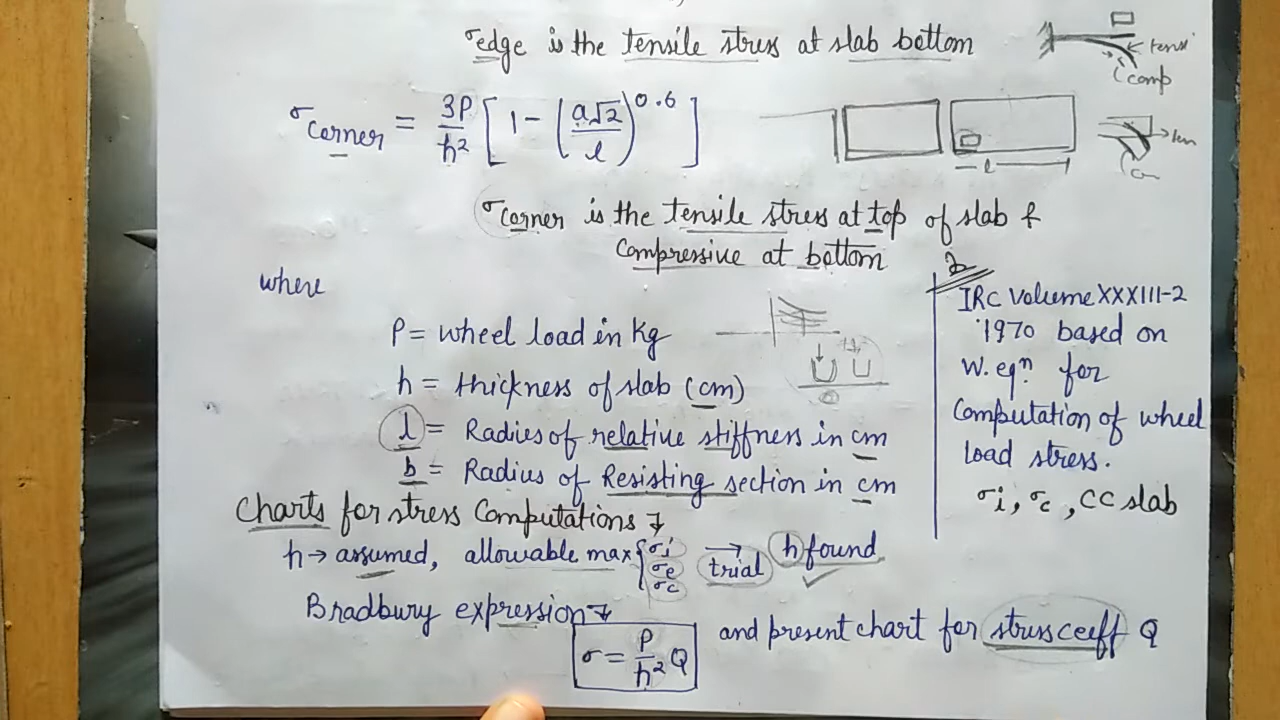 σedge is the tensile stress at slab bottom
tensi
comp
σcorner = 3P/h² [1 - (a√2/l)^0.6]
l
ten
σcorner is the tensile stress at top of slab &
Compressive at bottom
where
P = wheel load in Kg
h = thickness of slab (cm)
l = Radius of relative stiffness in cm
b = Radius of Resisting section in cm
IRC Volume XXXIII-2
1970 based on
W. eqn. for
Computation of wheel
load stress.
σi, σc, CC slab
Charts for stress Computations
h → assumed, allowable max { σi σe σc → trial h found
Bradbury expression
σ = P/h² Q and present chart for stress coeff Q